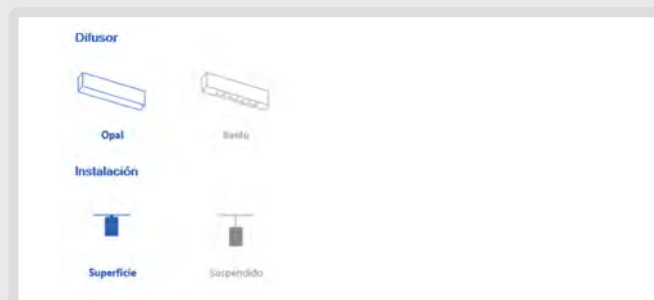 Difusor
Opal
Instalación
Superficie
Suspendido